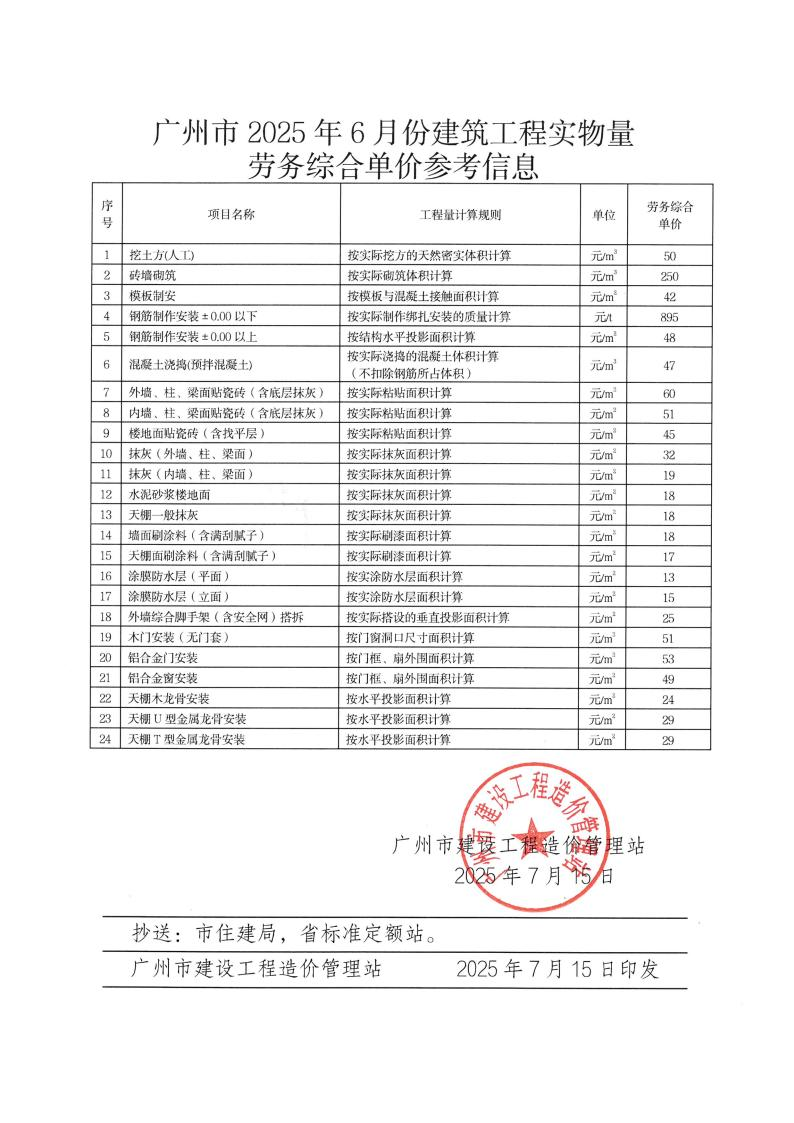 广州市 2025 年 6 月份建筑工程实物量
劳务综合单价参考信息
序号 项目名称 工程量计算规则 单位 劳务综合单价
1 挖土方(人工) 按实际挖方的天然密实体积计算 元/m³ 50
2 砖墙砌筑 按实际砌筑体积计算 元/m³ 250
3 模板制安 按模板与混凝土接触面积计算 元/m² 42
4 钢筋制作安装±0.00 以下 按实际制作绑扎安装的质量计算 元/t 895
5 钢筋制作安装±0.00 以上 按结构水平投影面积计算 元/m² 48
6 混凝土浇捣(预拌混凝土) 按实际浇捣的混凝土体积计算
（不扣除钢筋所占体积） 元/m³ 47
7 外墙、柱、梁面贴瓷砖（含底层抹灰） 按实际粘贴面积计算 元/m² 60
8 内墙、柱、梁面贴瓷砖（含底层抹灰） 按实际粘贴面积计算 元/m² 51
9 楼地面贴瓷砖（含找平层） 按实际粘贴面积计算 元/m² 45
10 抹灰（外墙、柱、梁面） 按实际抹灰面积计算 元/m² 32
11 抹灰（内墙、柱、梁面） 按实际抹灰面积计算 元/m² 19
12 水泥砂浆楼地面 按实际抹灰面积计算 元/m² 18
13 天棚一般抹灰 按实际抹灰面积计算 元/m² 18
14 墙面刷涂料（含满刮腻子） 按实际刷漆面积计算 元/m² 18
15 天棚面刷涂料（含满刮腻子） 按实际刷漆面积计算 元/m² 17
16 涂膜防水层（平面） 按实涂防水层面积计算 元/m² 13
17 涂膜防水层（立面） 按实涂防水层面积计算 元/m² 15
18 外墙综合脚手架（含安全网）搭拆 按实际搭设的垂直投影面积计算 元/m² 25
19 木门安装（无门套） 按门窗洞口尺寸面积计算 元/m² 51
20 铝合金门安装 按门框、扇外围面积计算 元/m² 53
21 铝合金窗安装 按门框、扇外围面积计算 元/m² 49
22 天棚木龙骨安装 按水平投影面积计算 元/m² 24
23 天棚 U 型金属龙骨安装 按水平投影面积计算 元/m² 29
24 天棚 T 型金属龙骨安装 按水平投影面积计算 元/m² 29
广州市建设工程造价管理站
广州市建设工程造价管理站
2025 年 7 月 15 日
抄送：市住建局，省标准定额站。
广州市建设工程造价管理站 2025 年 7 月 15 日印发